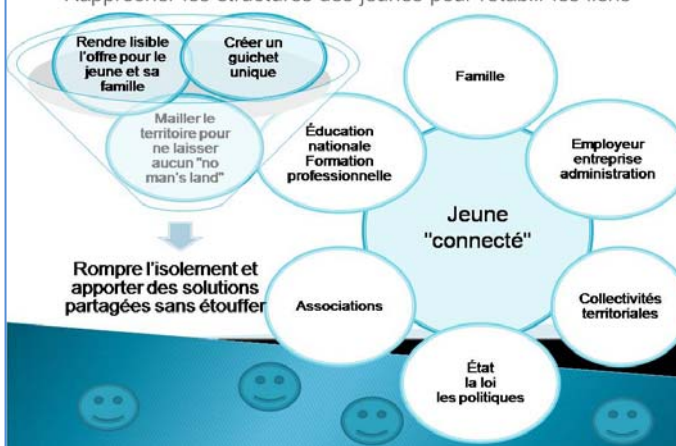 Rapprocher les structures des jeunes pour rétablir les liens
Rendre lisible
l'offre pour le
jeune et sa
famille
Créer un
guichet
unique
Mailler le
territoire pour
ne laisser
aucun "no
man's land"
Rompre l'isolement et
apporter des solutions
partagées sans étouffer
Famille
Éducation
nationale
Formation
professionnelle
Employeur
entreprise
administration
Jeune
"connecté"
Associations
Collectivités
territoriales
État
la loi
les politiques